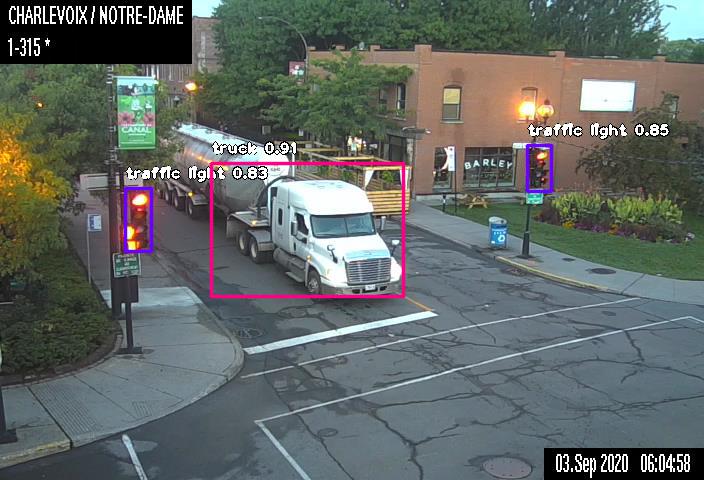 CHARLEVOIX / NOTRE-DAME
1-315 *
truck 0.91
traffic light 0.85
traffic light 0.83
CANAL
BARLEY
03.Sep 2020 06:04:58